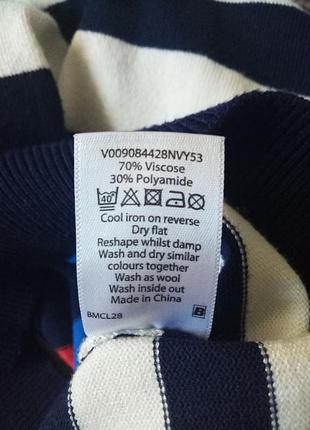 V009084428NVY53
70% Viscose
30% Polyamide
40°
Cool iron on reverse
Dry flat
Reshape whilst damp
Wash and dry similar
colours together
Wash as wool
Wash inside out
Made in China
BMCL28 B